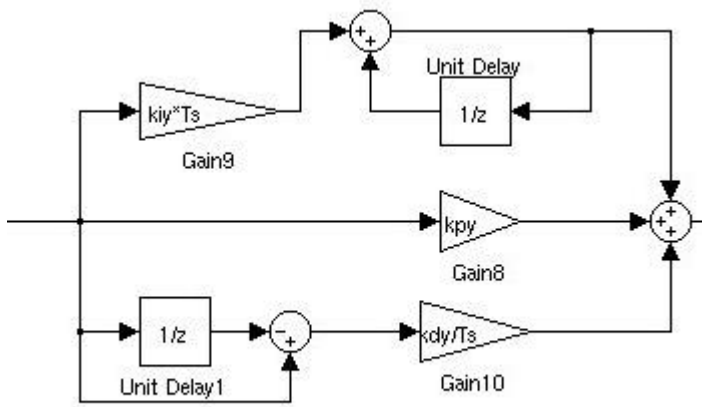 +
+
Unit Delay
kiy*Ts
1/z
Gain9
kpy
+
+
+
Gain8
1/z
-
+
kdy/Ts
Unit Delay1
Gain10